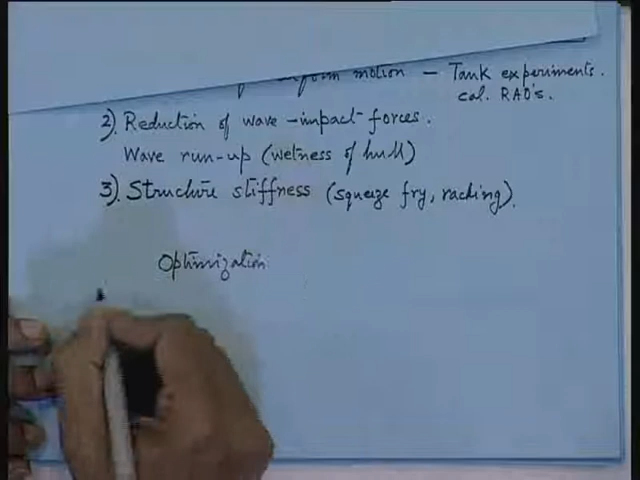 motion - Tank experiments.
cal. RAO's.
2). Reduction of wave-impact forces.
Wave run-up (wetness of hull)
3). Structure stiffness (squeeze fry, racking).
Optimization